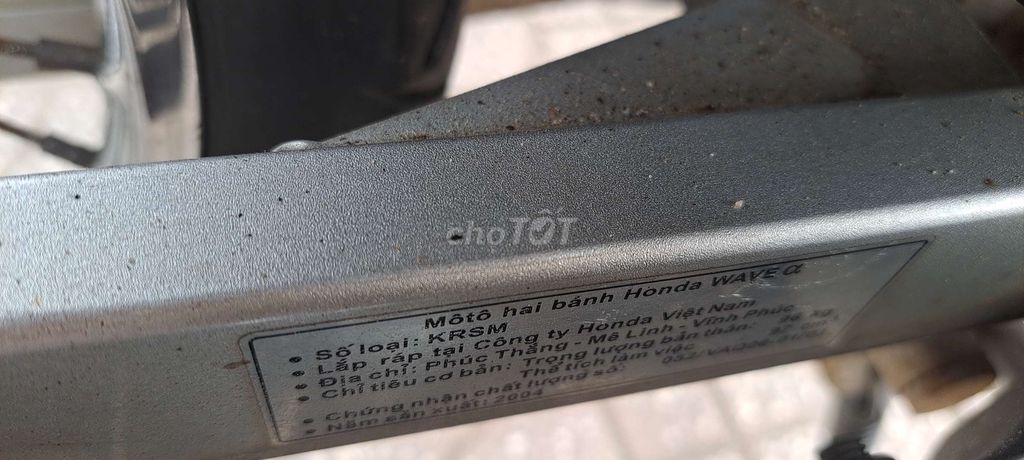 choTỐT
Môtô hai bánh Honda WAVE α
• Số loại: KRSM
• Lắp ráp tại Công ty Honda Việt Nam
• Địa chỉ: Phúc Thắng - Mê Linh - Vĩnh Phúc
• Chỉ tiêu cơ bản: Trọng lượng bản thân: kg
Thể tích làm việc:
• Chứng nhận chất lượng số:
• Năm sản xuất: 2004